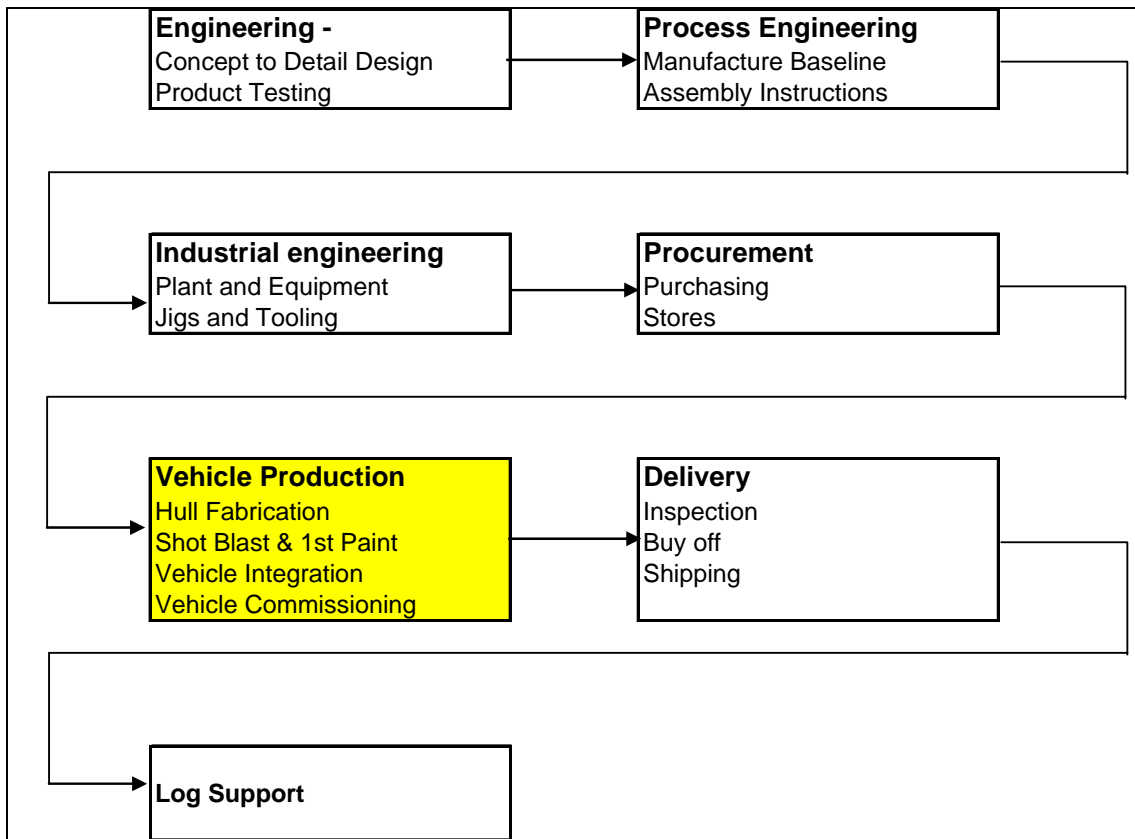 Engineering -
Concept to Detail Design
Product Testing
Process Engineering
Manufacture Baseline
Assembly Instructions
Industrial engineering
Plant and Equipment
Jigs and Tooling
Procurement
Purchasing
Stores
Vehicle Production
Hull Fabrication
Shot Blast & 1st Paint
Vehicle Integration
Vehicle Commissioning
Delivery
Inspection
Buy off
Shipping
Log Support